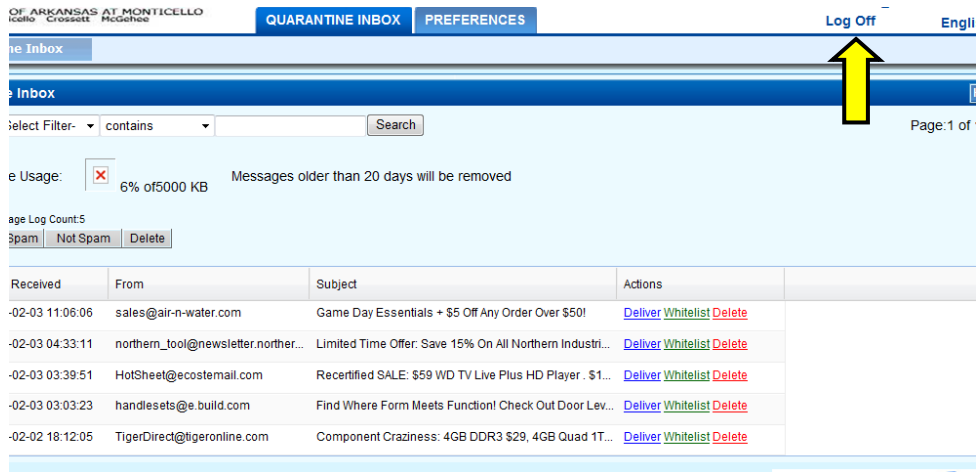 OF ARKANSAS AT MONTICELLO
icello Crossett McGehee
QUARANTINE INBOX PREFERENCES Log Off Engli
ne Inbox
e Inbox
Select Filter- contains Search Page:1 of
e Usage: 6% of5000 KB Messages older than 20 days will be removed
age Log Count:5
Spam Not Spam Delete
Received From Subject Actions
-02-03 11:06:06 sales@air-n-water.com Game Day Essentials + $5 Off Any Order Over $50! Deliver Whitelist Delete
-02-03 04:33:11 northern_tool@newsletter.norther... Limited Time Offer: Save 15% On All Northern Industri... Deliver Whitelist Delete
-02-03 03:39:51 HotSheet@ecostemail.com Recertified SALE: $59 WD TV Live Plus HD Player . $1... Deliver Whitelist Delete
-02-03 03:03:23 handlesets@e.build.com Find Where Form Meets Function! Check Out Door Lev... Deliver Whitelist Delete
-02-02 18:12:05 TigerDirect@tigeronline.com Component Craziness: 4GB DDR3 $29, 4GB Quad 1T... Deliver Whitelist Delete